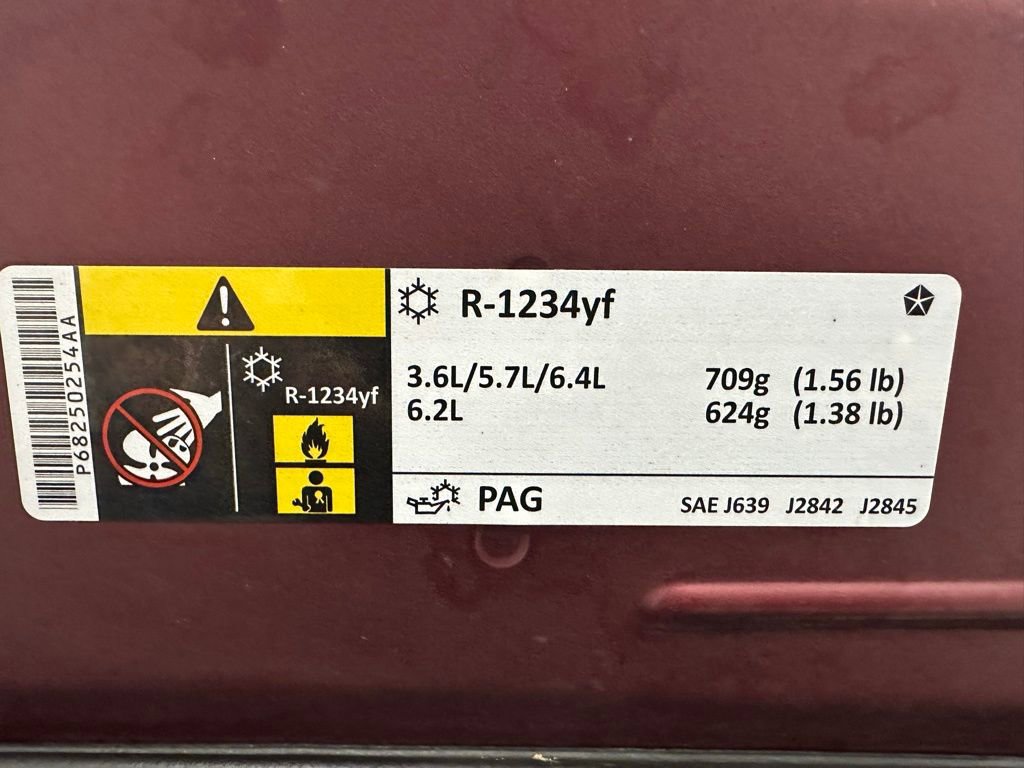 P68250254AA
R-1234yf
R-1234yf
3.6L/5.7L/6.4L 709g (1.56 lb)
6.2L 624g (1.38 lb)
PAG SAE J639 J2842 J2845